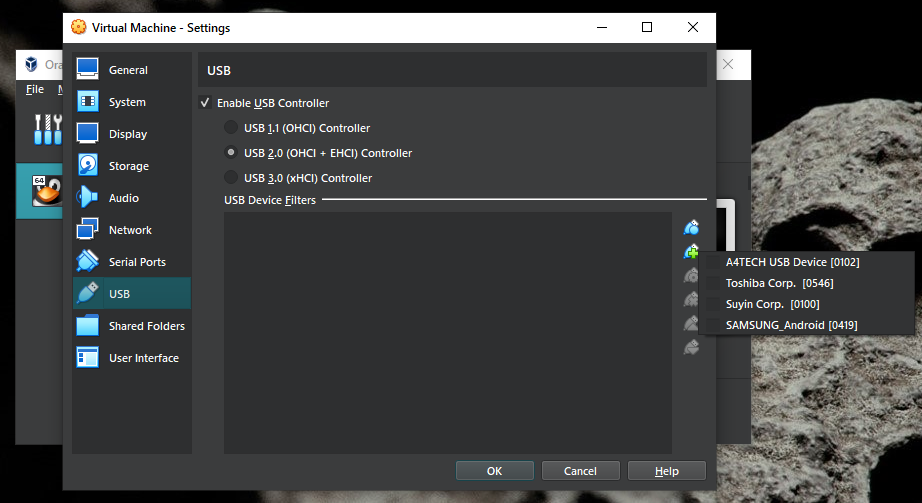 Virtual Machine - Settings
Ora
File
M
64
General
System
Display
Storage
Audio
Network
Serial Ports
USB
Shared Folders
User Interface
USB
Enable USB Controller
USB 1.1 (OHCI) Controller
USB 2.0 (OHCI + EHCI) Controller
USB 3.0 (xHCI) Controller
USB Device Filters
A4TECH USB Device [0102]
Toshiba Corp.  [0546]
Suyin Corp.  [0100]
SAMSUNG_Android [0419]
OK
Cancel
Help